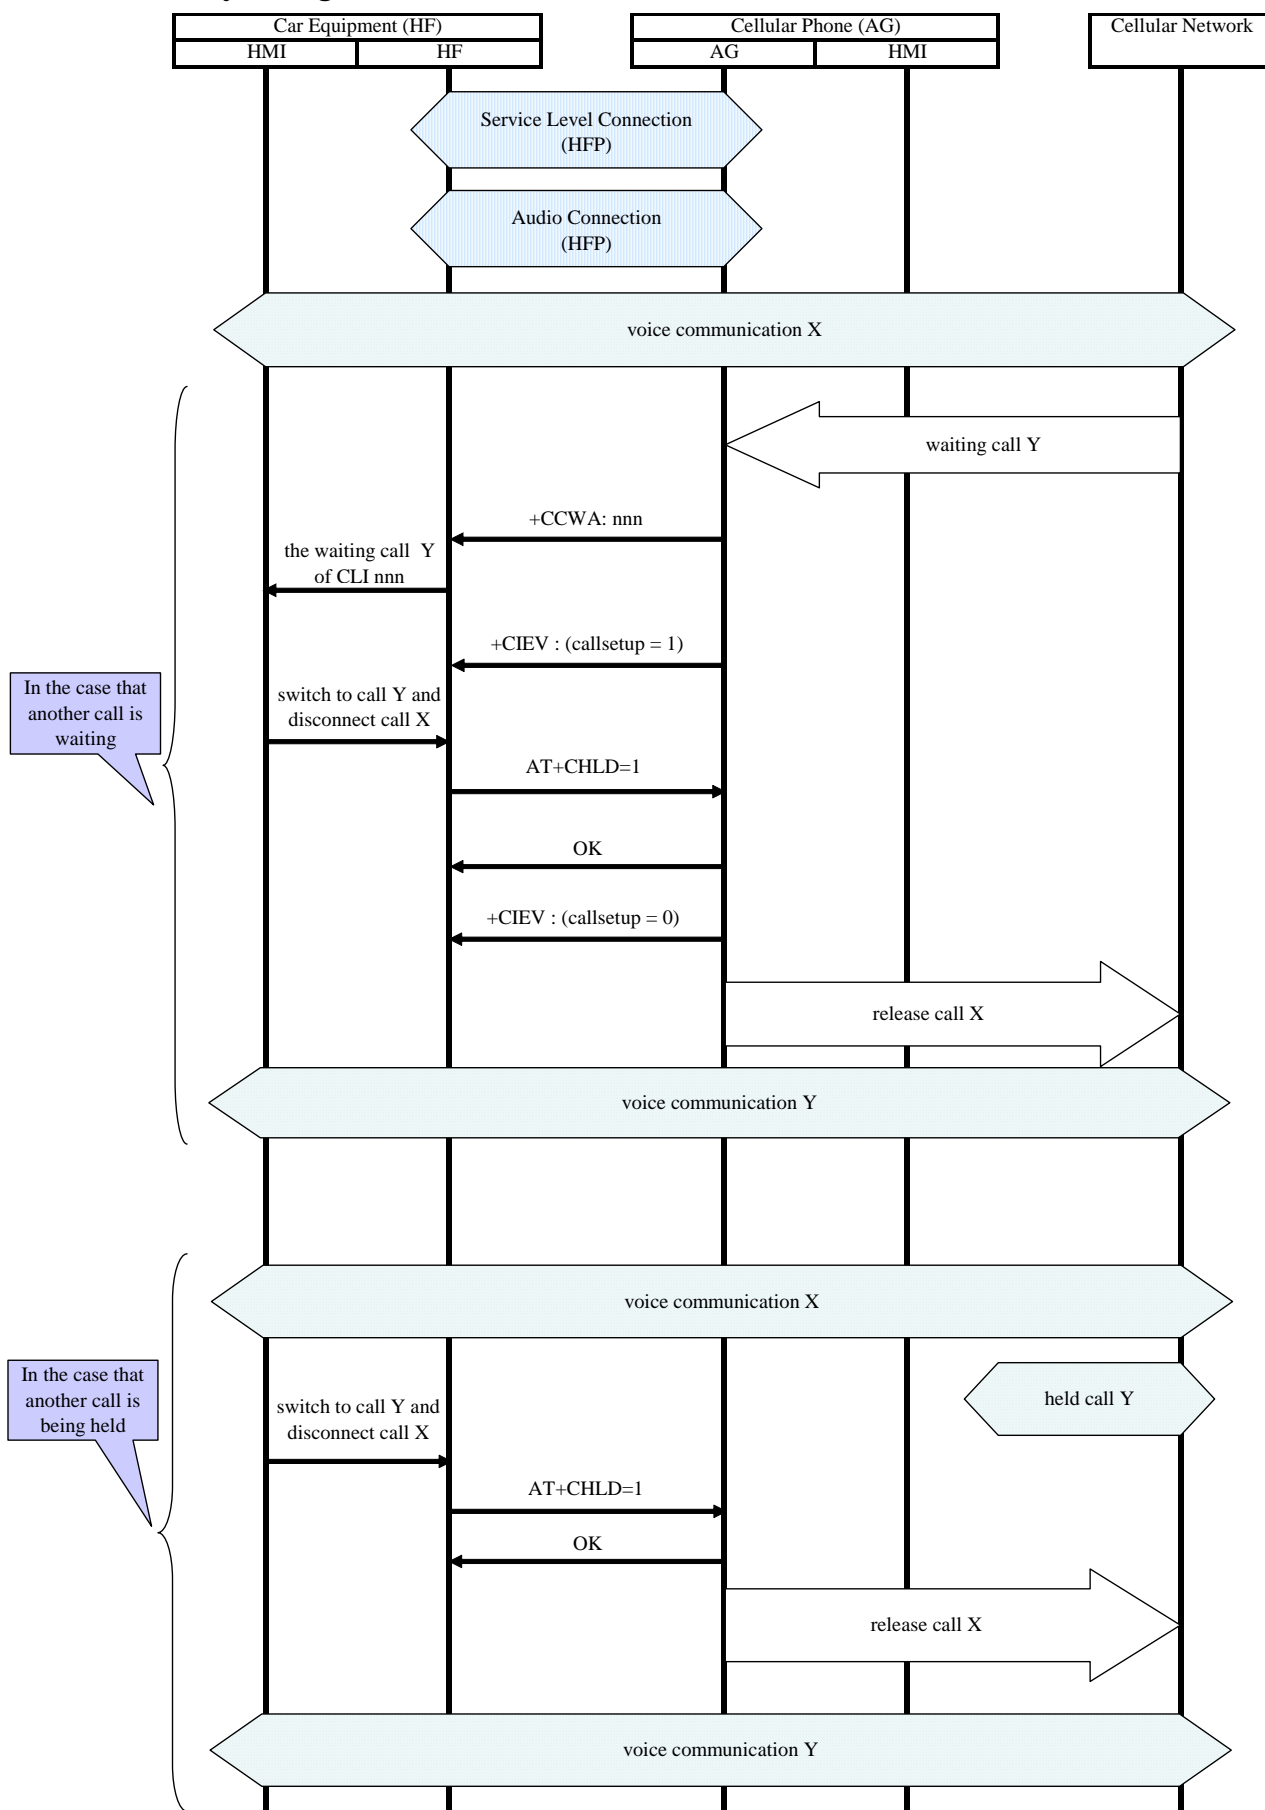 Car Equipment (HF)
Cellular Phone (AG)
Cellular Network
HMI
HF
AG
HMI
Service Level Connection
(HFP)
Audio Connection
(HFP)
voice communication X
waiting call Y
+CCWA: nnn
the waiting call Y
of CLI nnn
+CIEV : (callsetup = 1)
In the case that
another call is
waiting
switch to call Y and
disconnect call X
AT+CHLD=1
OK
+CIEV : (callsetup = 0)
release call X
voice communication Y
voice communication X
In the case that
another call is
being held
held call Y
switch to call Y and
disconnect call X
AT+CHLD=1
OK
release call X
voice communication Y